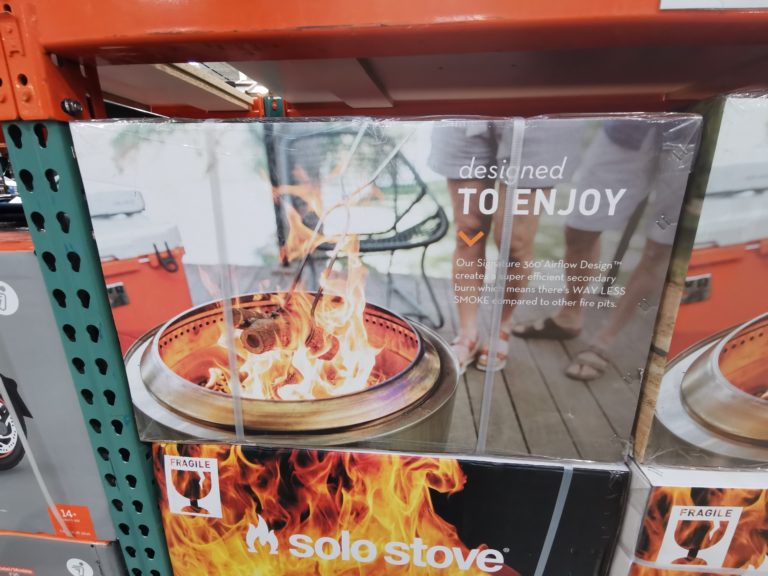 designed
TO ENJOY
Our Signature 360° Airflow Design™
creates a super efficient secondary
burn which means there's WAY LESS
SMOKE compared to other fire pits.
FRAGILE
solo stove®
FRAGILE
14+